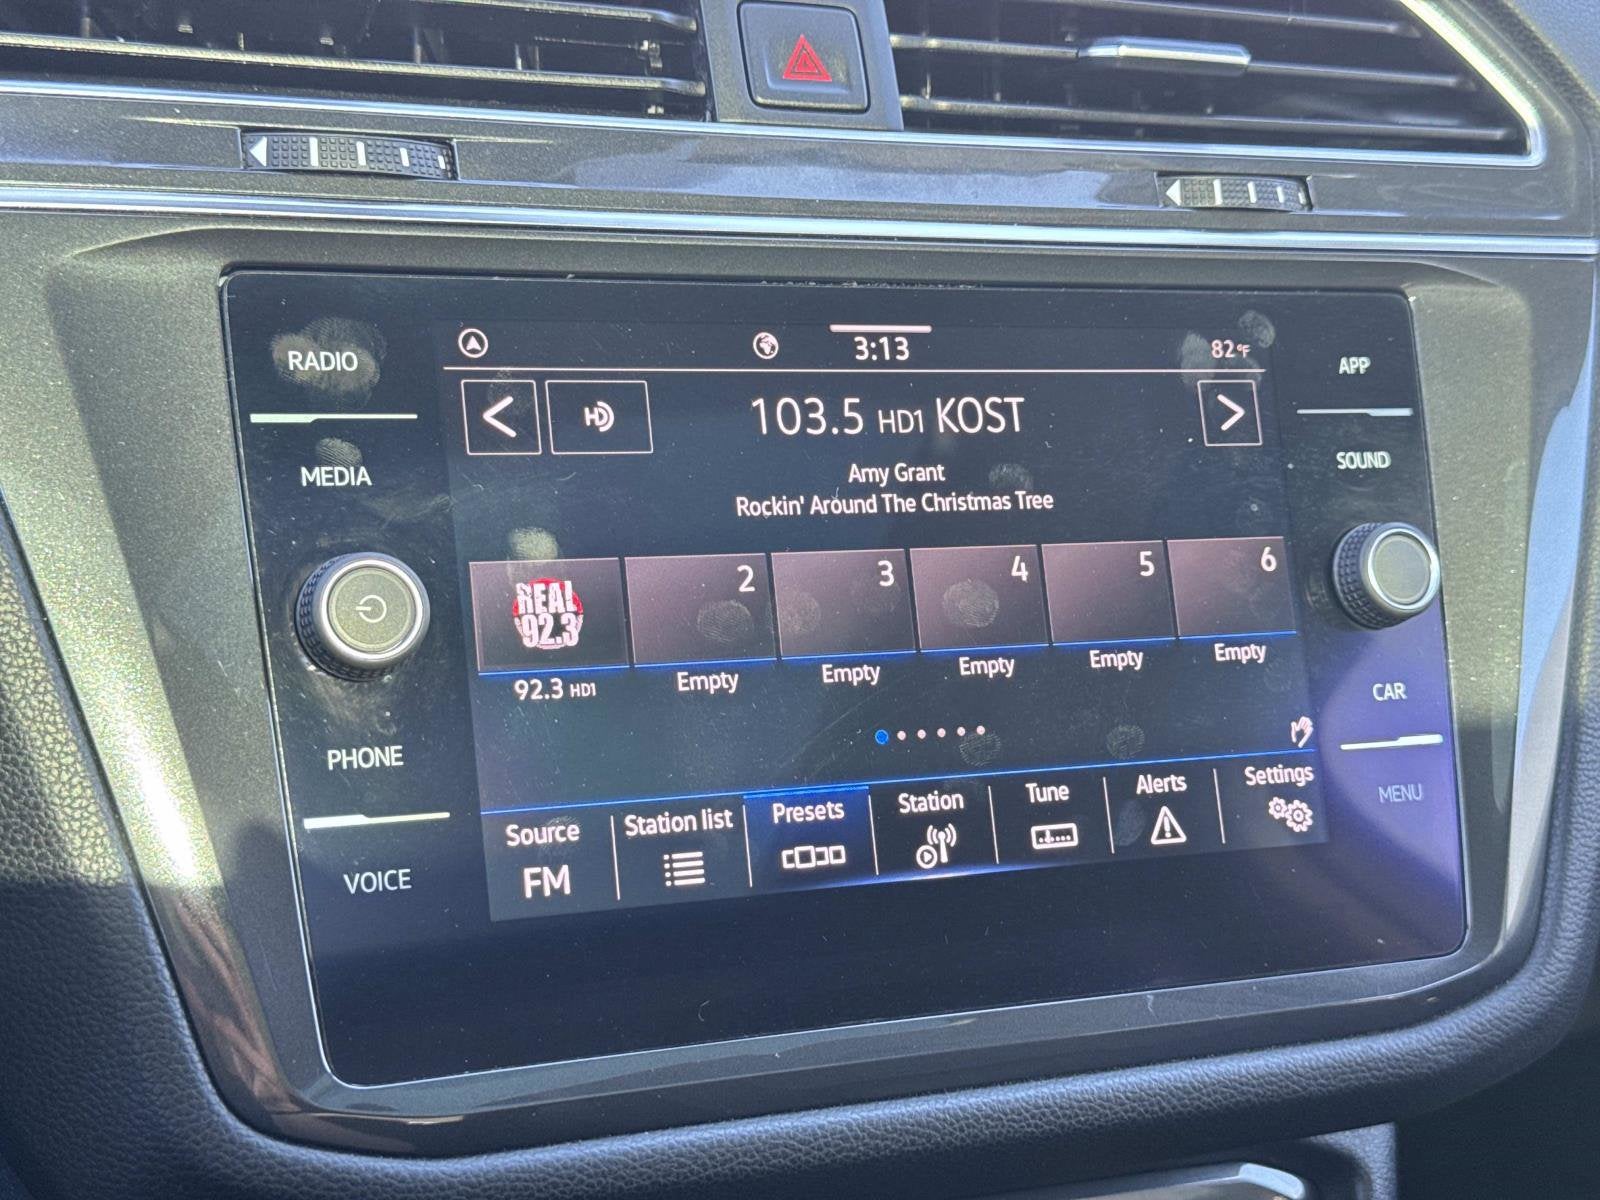 RADIO
MEDIA
PHONE
VOICE
3:13
82°F
HD
103.5 HD1 KOST
Amy Grant
Rockin' Around The Christmas Tree
REAL
92.3
2
3
4
5
6
92.3 HD1
Empty
Empty
Empty
Empty
Empty
Source
FM
Station list
Presets
Station
Tune
Alerts
Settings
APP
SOUND
CAR
MENU